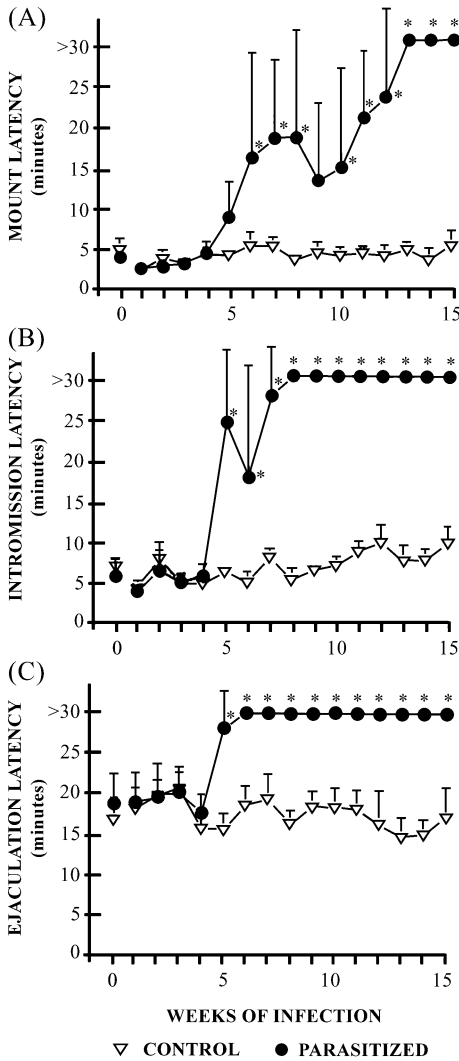 (A)
MOUNT LATENCY
(minutes)
>30
25
20
15
10
5
0
* * *
* * * * * *
0 5 10 15
(B)
INTROMISSION LATENCY
(minutes)
>30
25
20
15
10
5
0
* * * * * * * *
* * *
0 5 10 15
(C)
EJACULATION LATENCY
(minutes)
>30
25
20
15
10
5
0
* * * * * * * * * *
*
0 5 10 15
WEEKS OF INFECTION
▽ CONTROL ● PARASITIZED